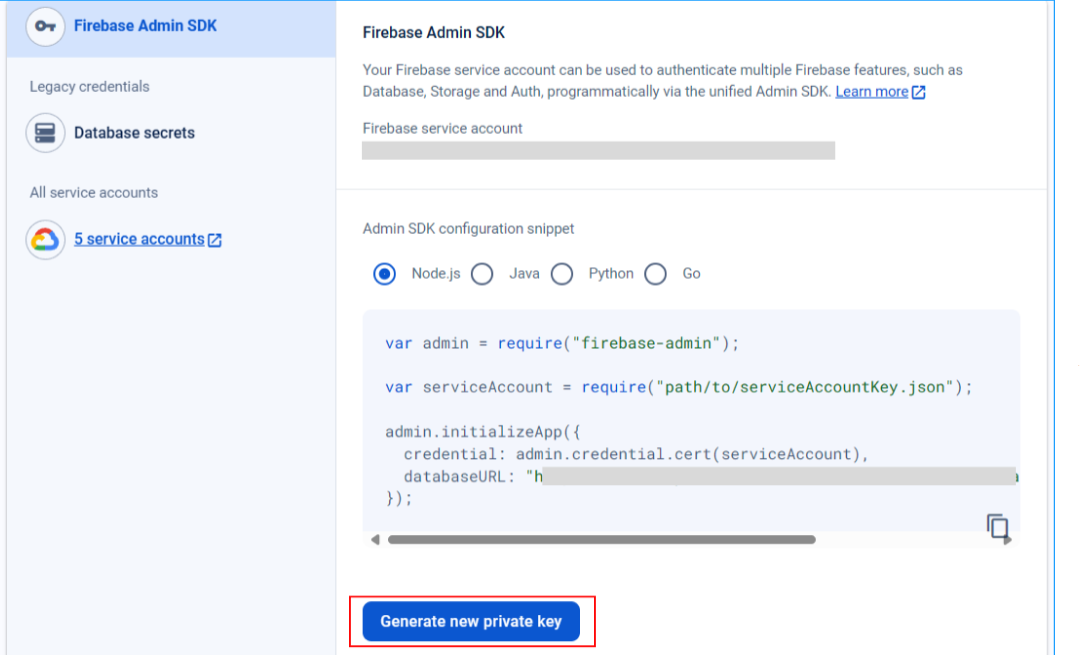 Firebase Admin SDK
Legacy credentials
Database secrets
All service accounts
5 service accounts
Firebase Admin SDK
Your Firebase service account can be used to authenticate multiple Firebase features, such as
Database, Storage and Auth, programmatically via the unified Admin SDK. Learn more
Firebase service account
Admin SDK configuration snippet
Node.js Java Python Go
var admin = require("firebase-admin");
var serviceAccount = require("path/to/serviceAccountKey.json");
admin.initializeApp({
credential: admin.credential.cert(serviceAccount),
databaseURL: "h
});
Generate new private key